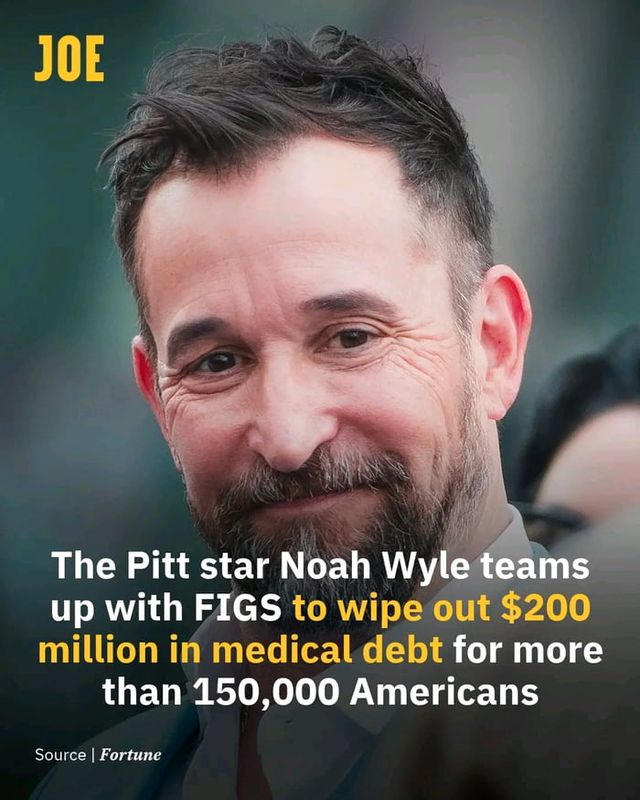 JOE
The Pitt star Noah Wyle teams
up with FIGS to wipe out $200
million in medical debt for more
than 150,000 Americans
Source | Fortune